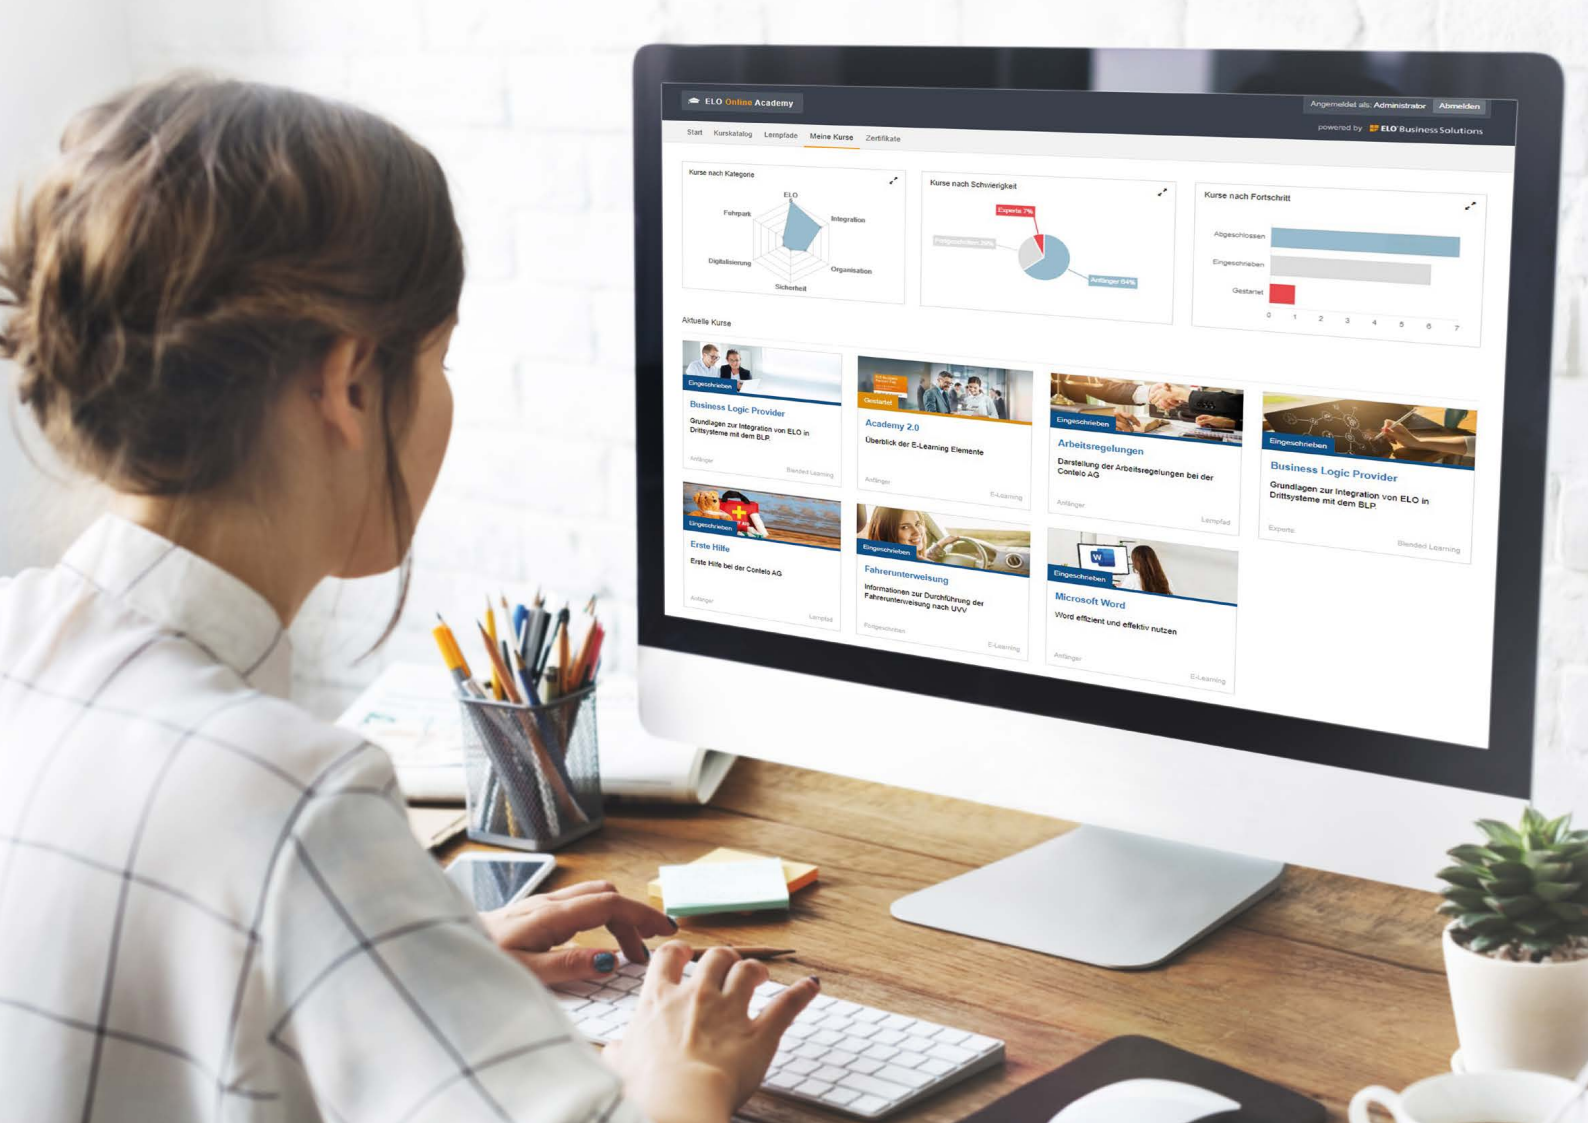 ELO Online Academy
Angemeldet als: Administrator Abmelden
powered by ELO Business Solutions
Start Kurskatalog Lernpfade Meine Kurse Zertifikate
Kurse nach Kategorie
ELO
Integration
Organisation
Sicherheit
Digitalisierung
Fuhrpark
Kurse nach Schwierigkeit
Experte 7%
Fortgeschritten 29%
Anfänger 64%
Kurse nach Fortschritt
Abgeschlossen
Eingeschrieben
Gestartet
0 1 2 3 4 5 6 7
Aktuelle Kurse
Eingeschrieben
Business Logic Provider
Grundlagen zur Integration von ELO in
Drittsysteme mit dem BLP.
Anfänger
Blended Learning
Gestartet
Academy 2.0
Überblick der E-Learning Elemente
Anfänger
E-Learning
Eingeschrieben
Arbeitsregelungen
Darstellung der Arbeitsregelungen bei der
Contelo AG
Anfänger
Lernpfad
Eingeschrieben
Business Logic Provider
Grundlagen zur Integration von ELO in
Drittsysteme mit dem BLP.
Experte
Blended Learning
Eingeschrieben
Erste Hilfe
Erste Hilfe bei der Contelo AG
Anfänger
Lernpfad
Eingeschrieben
Fahrerunterweisung
Informationen zur Durchführung der
Fahrerunterweisung nach UVV
Fortgeschritten
E-Learning
W
Eingeschrieben
Microsoft Word
Word effizient und effektiv nutzen
Anfänger
E-Learning